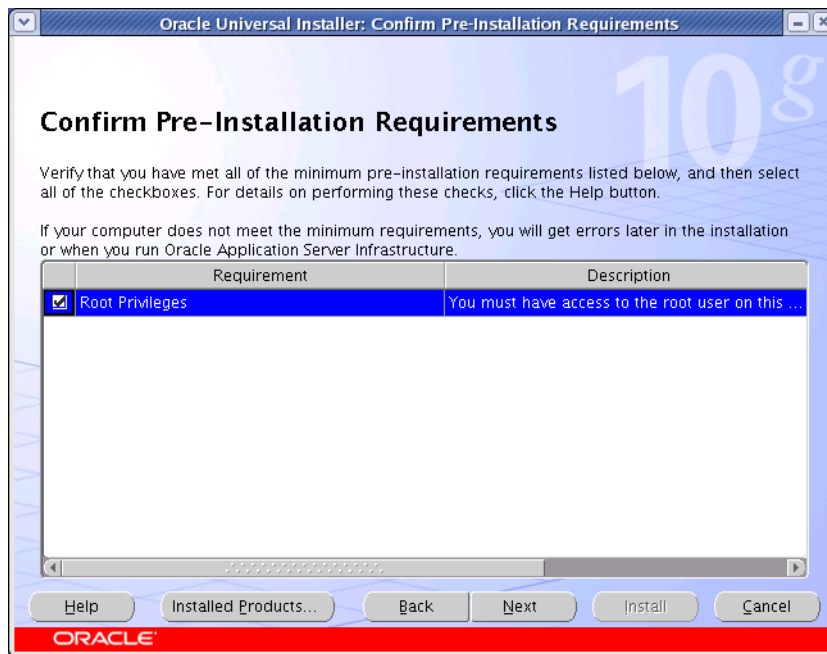 Oracle Universal Installer: Confirm Pre-Installation Requirements
10g
Confirm Pre-Installation Requirements
Verify that you have met all of the minimum pre-installation requirements listed below, and then select
all of the checkboxes. For details on performing these checks, click the Help button.
If your computer does not meet the minimum requirements, you will get errors later in the installation
or when you run Oracle Application Server Infrastructure.
Requirement Description
Root Privileges You must have access to the root user on this ...
Help Installed Products... Back Next Install Cancel
ORACLE